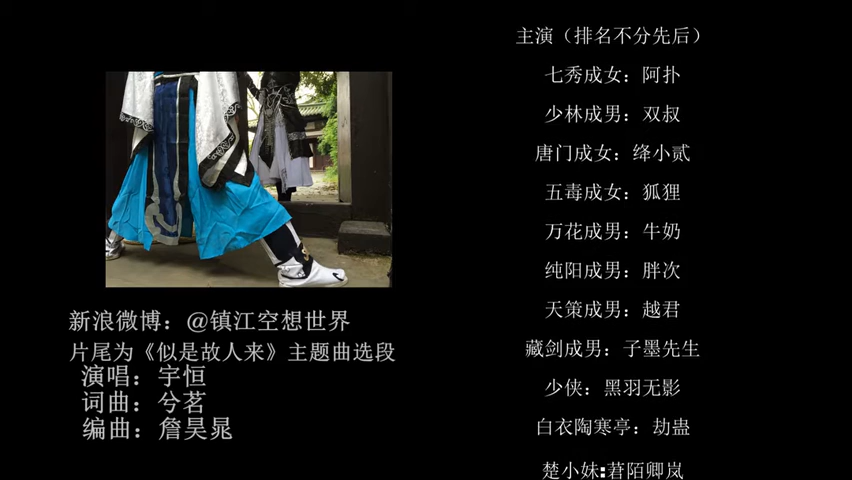 主演（排名不分先后）
七秀成女：阿扑
少林成男：双叔
唐门成女：绛小贰
五毒成女：狐狸
万花成男：牛奶
纯阳成男：胖次
天策成男：越君
藏剑成男：子墨先生
少侠：黑羽无影
白衣陶寒亭：劫蛊
楚小妹:莙陌卿岚
新浪微博：@镇江空想世界
片尾为《似是故人来》主题曲选段
演唱：宇恒
词曲：兮茗
编曲：詹昊晁